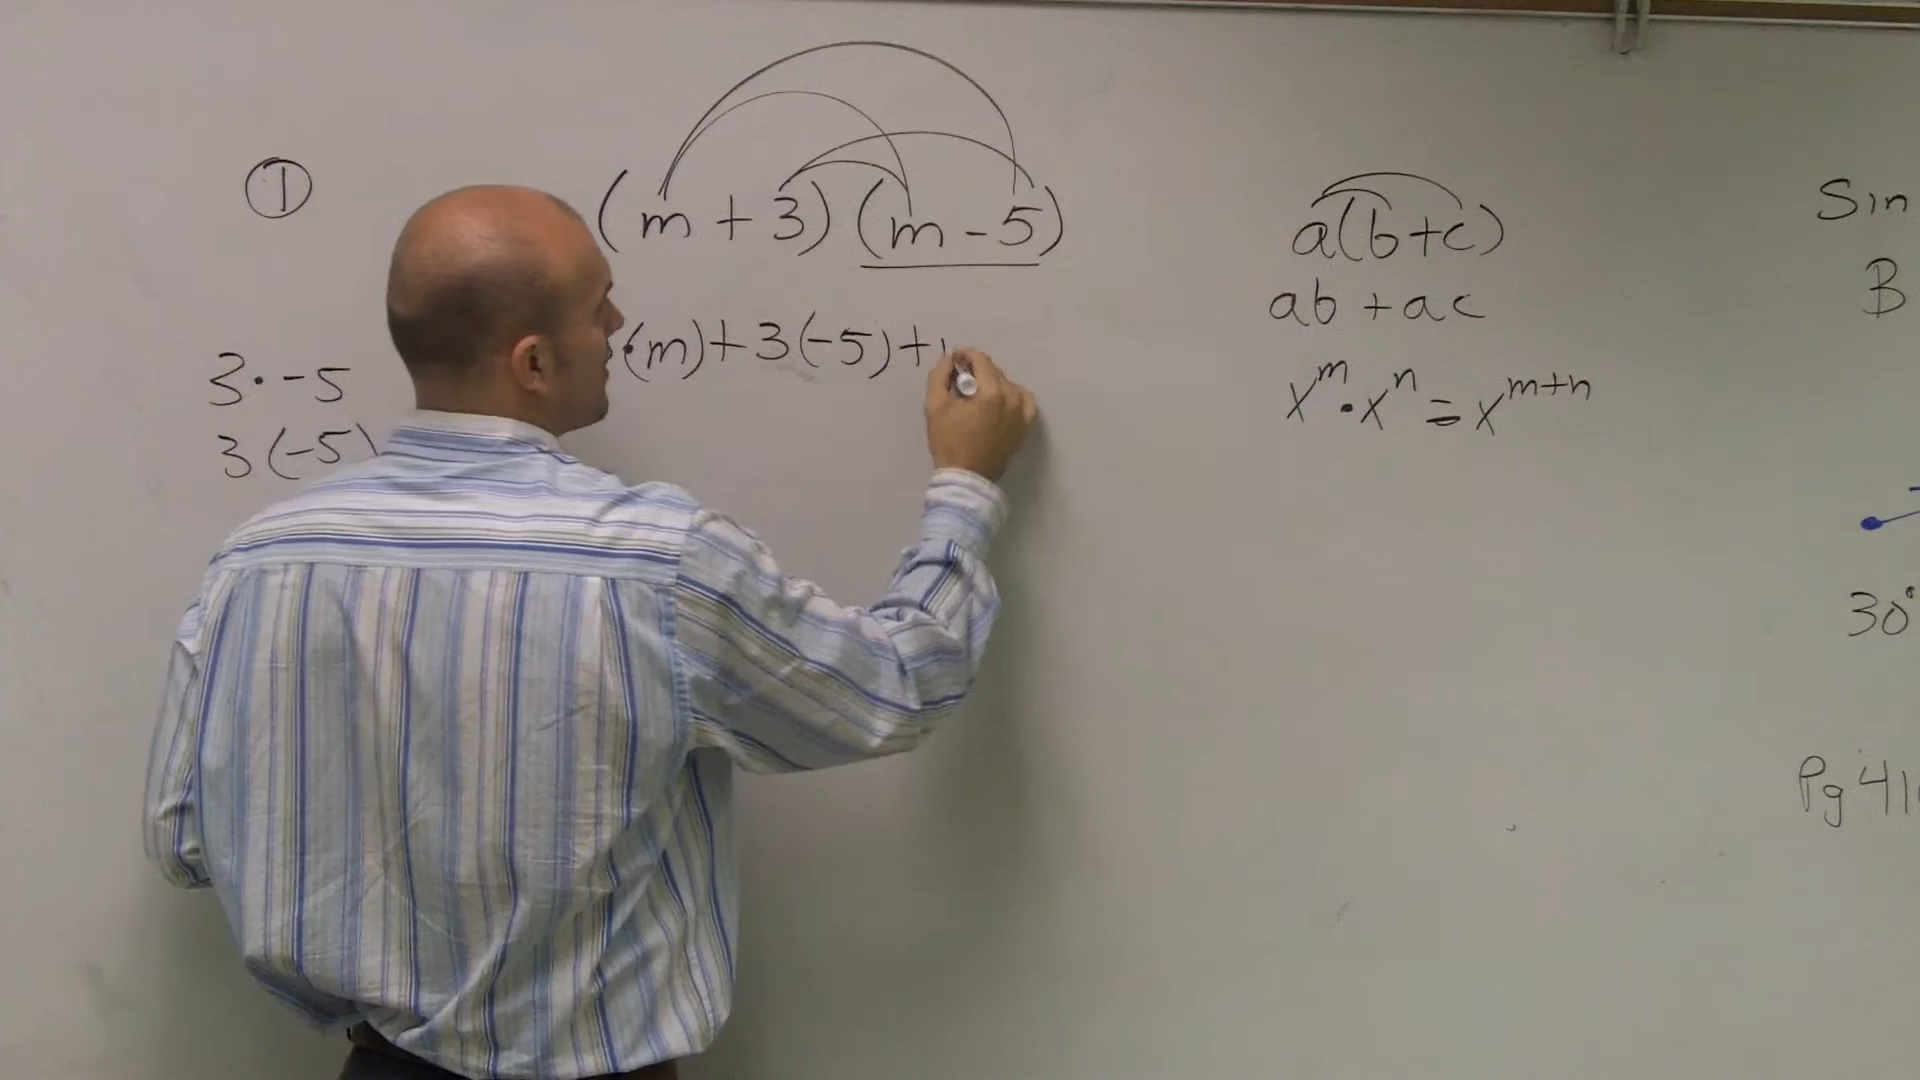 ①
(m + 3) (m - 5)
·(m) + 3(-5) +
3 · -5
3(-5)
a(b+c)
ab + ac
x^m · x^n = x^{m+n}
Sin
B
30°
Pg 41